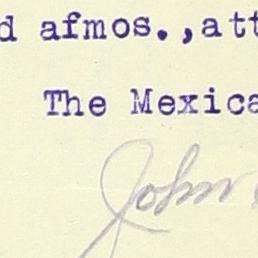 d afmos.,att
The Mexica
John